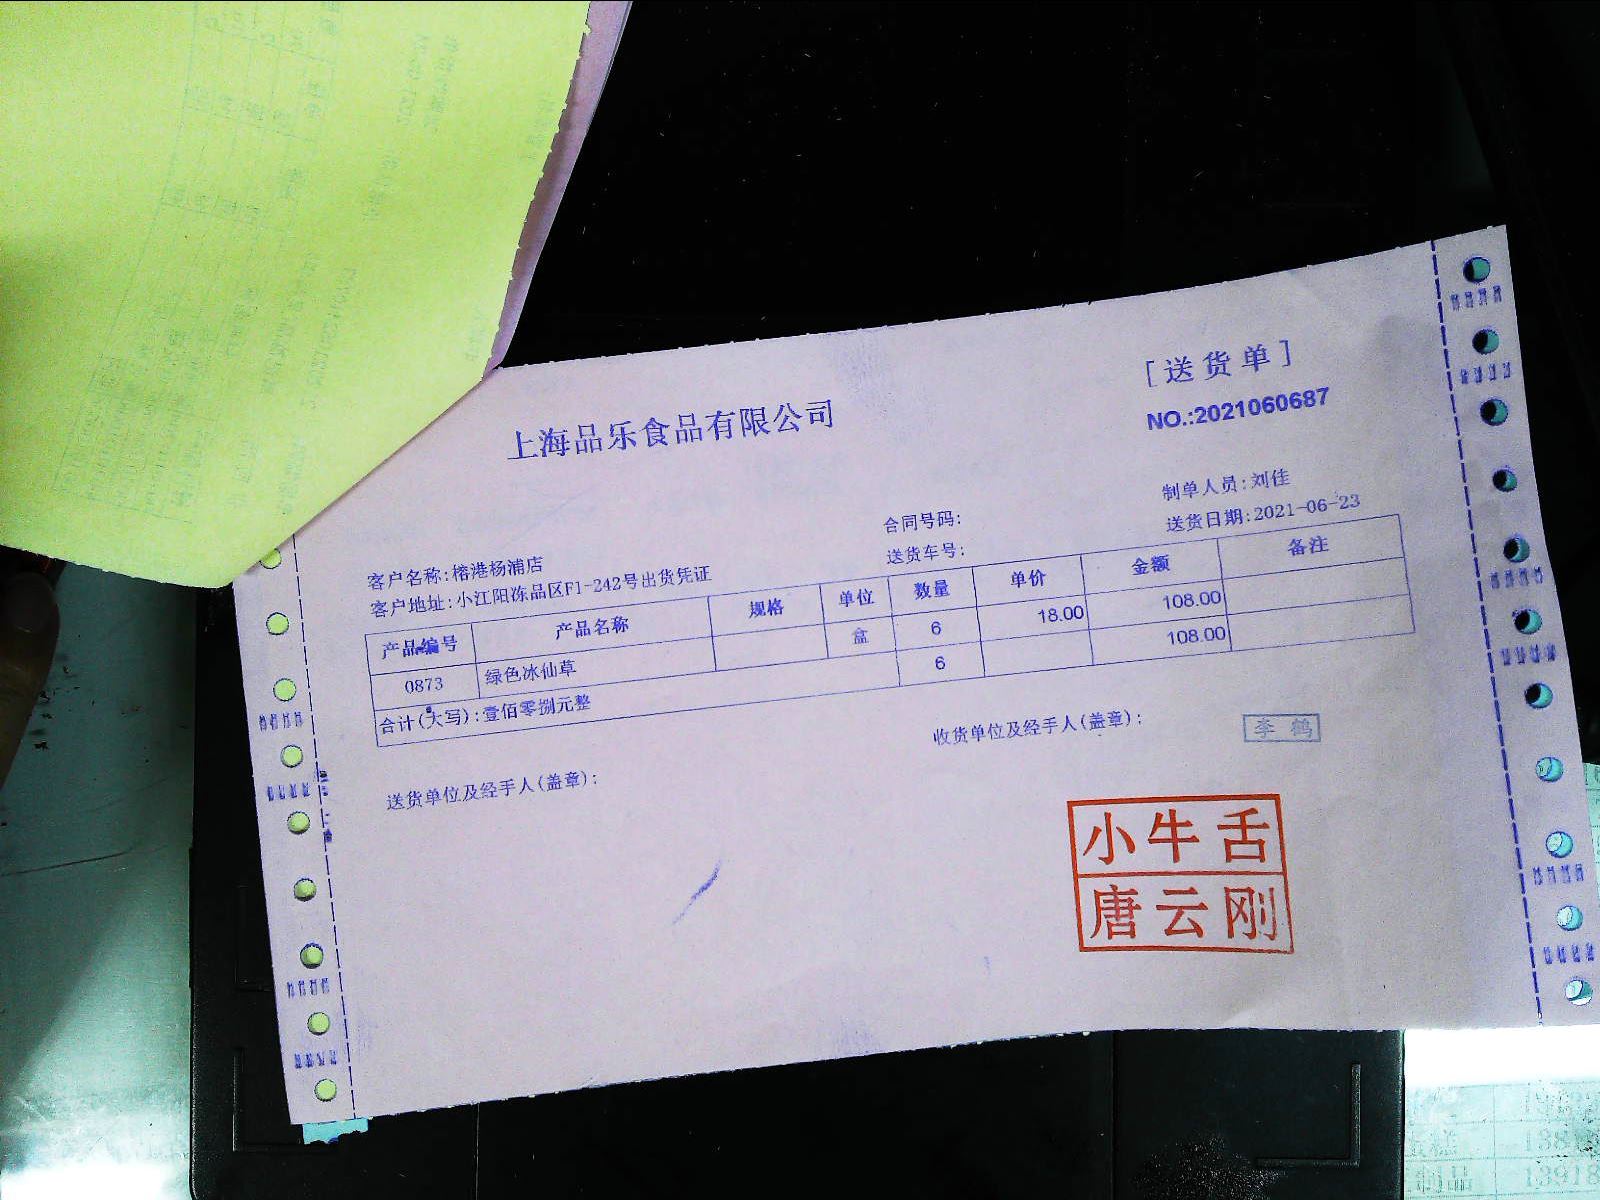 [送货单]
上海品乐食品有限公司
NO.:2021060687
制单人员:刘佳
合同号码:
送货日期:2021-06-23
客户名称:榕港杨浦店
送货车号:
客户地址:小江阳冻品区F1-242号出货凭证
产品编号 产品名称 规格 单位 数量 单价 金额 备注
0873 绿色冰仙草 盒 6 18.00 108.00
合计(大写):壹佰零捌元整 6 108.00
收货单位及经手人(盖章):
李鹤
送货单位及经手人(盖章):
小牛舌
唐云刚